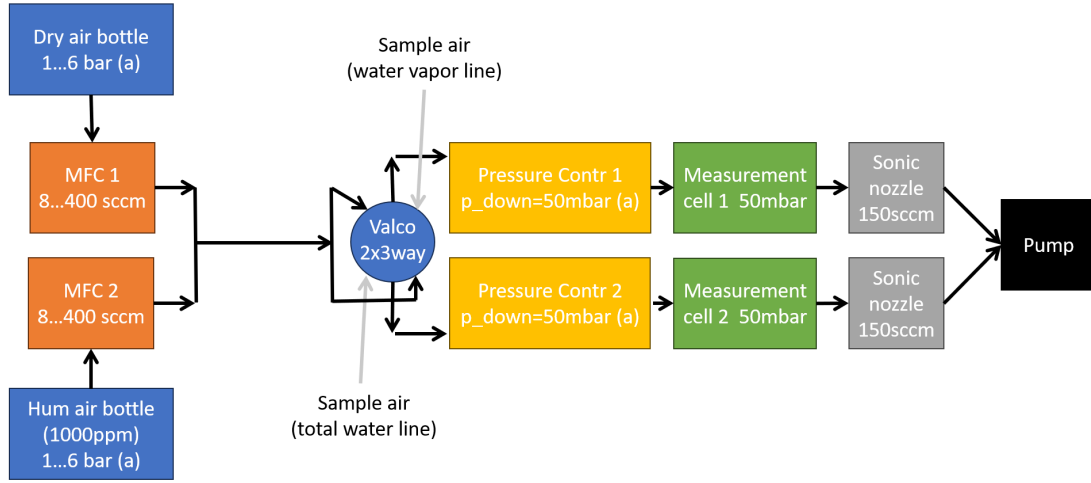 Dry air bottle
1...6 bar (a)
Sample air
(water vapor line)
MFC 1
8...400 sccm
Pressure Contr 1
p_down=50mbar (a)
Measurement
cell 1  50mbar
Sonic
nozzle
150sccm
Valco
2x3way
Pump
MFC 2
8...400 sccm
Pressure Contr 2
p_down=50mbar (a)
Measurement
cell 2  50mbar
Sonic
nozzle
150sccm
Hum air bottle
(1000ppm)
1...6 bar (a)
Sample air
(total water line)